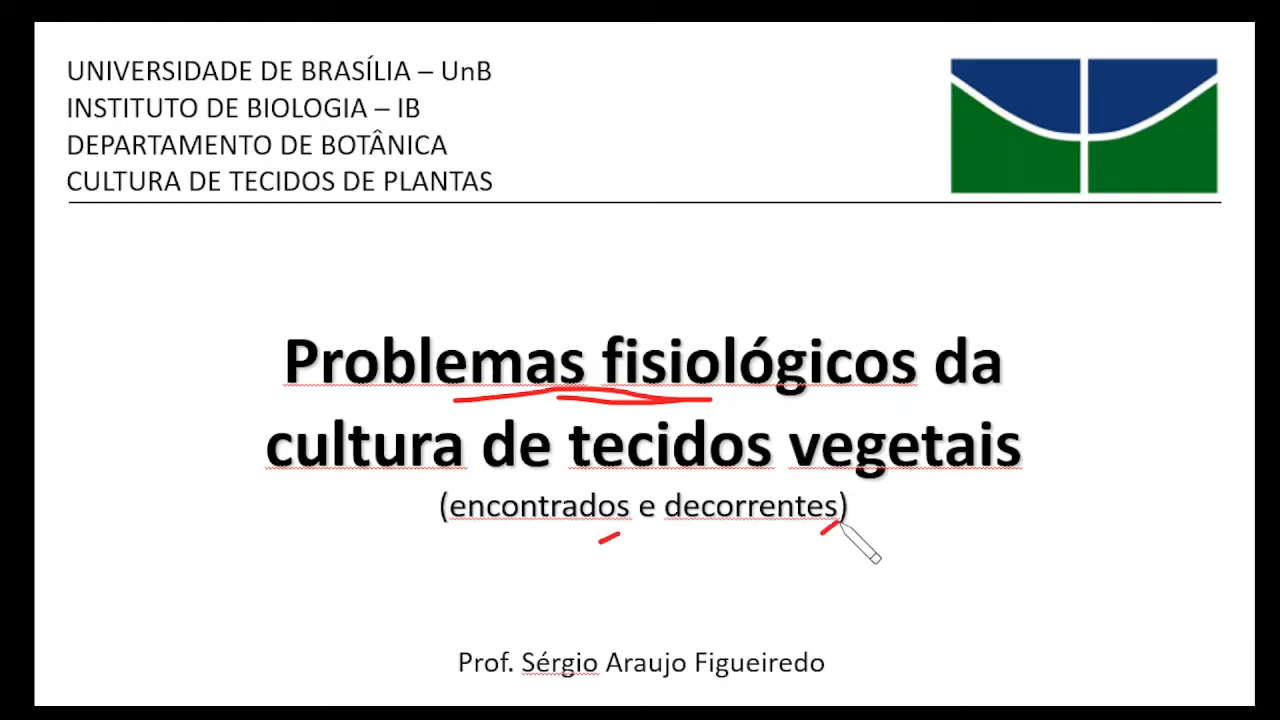 UNIVERSIDADE DE BRASÍLIA – UnB
INSTITUTO DE BIOLOGIA – IB
DEPARTAMENTO DE BOTÂNICA
CULTURA DE TECIDOS DE PLANTAS
Problemas fisiológicos da
cultura de tecidos vegetais
(encontrados e decorrentes)
Prof. Sérgio Araujo Figueiredo